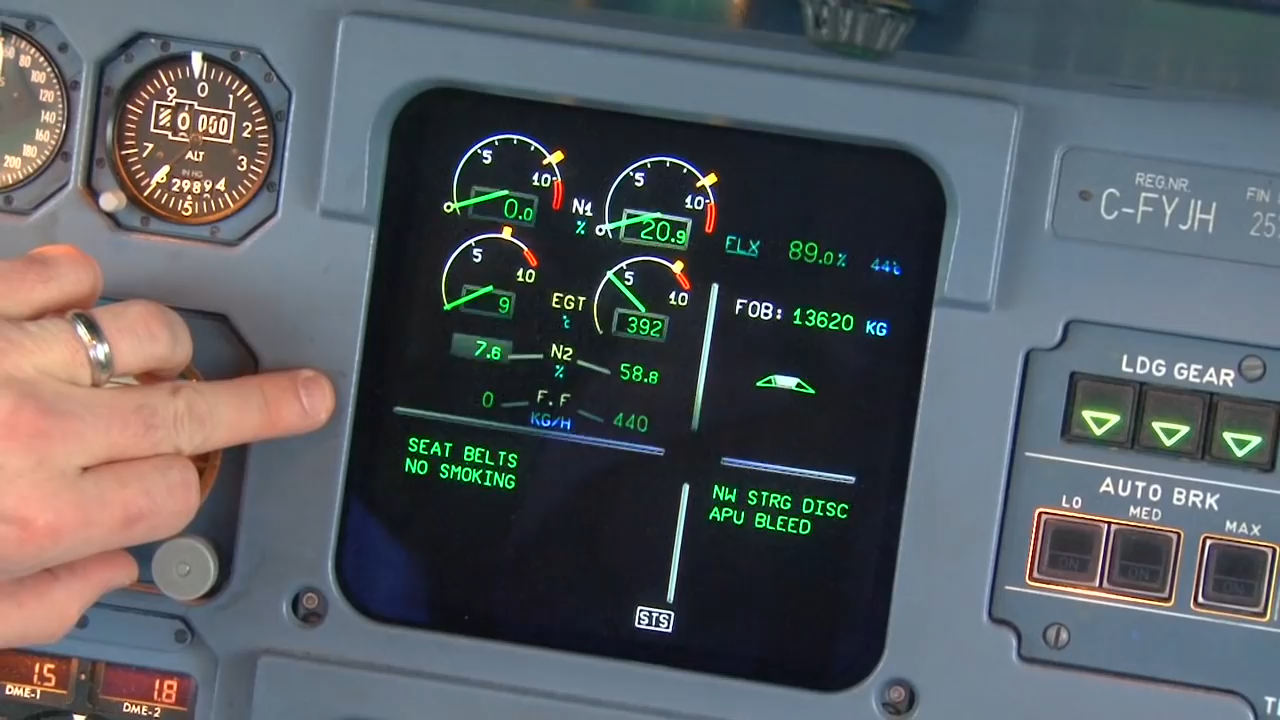 60
80
100
120
140
160
180
200
9 0 1
2
3
5
7
0 000
ALT
IN HG
29894
5 10
0.0
N1
%
5 10
20.9
FLX 89.0% 44°c
5 10
9
EGT
°c
5 10
392
FOB: 13620 KG
7.6 N2 58.8
%
0 F.F 440
KG/H
SEAT BELTS
NO SMOKING
NW STRG DISC
APU BLEED
STS
REG.NR. FIN
C-FYJH 25
LDG GEAR
AUTO BRK
LO MED MAX
ON ON ON
1.5 1.8
DME-1 DME-2